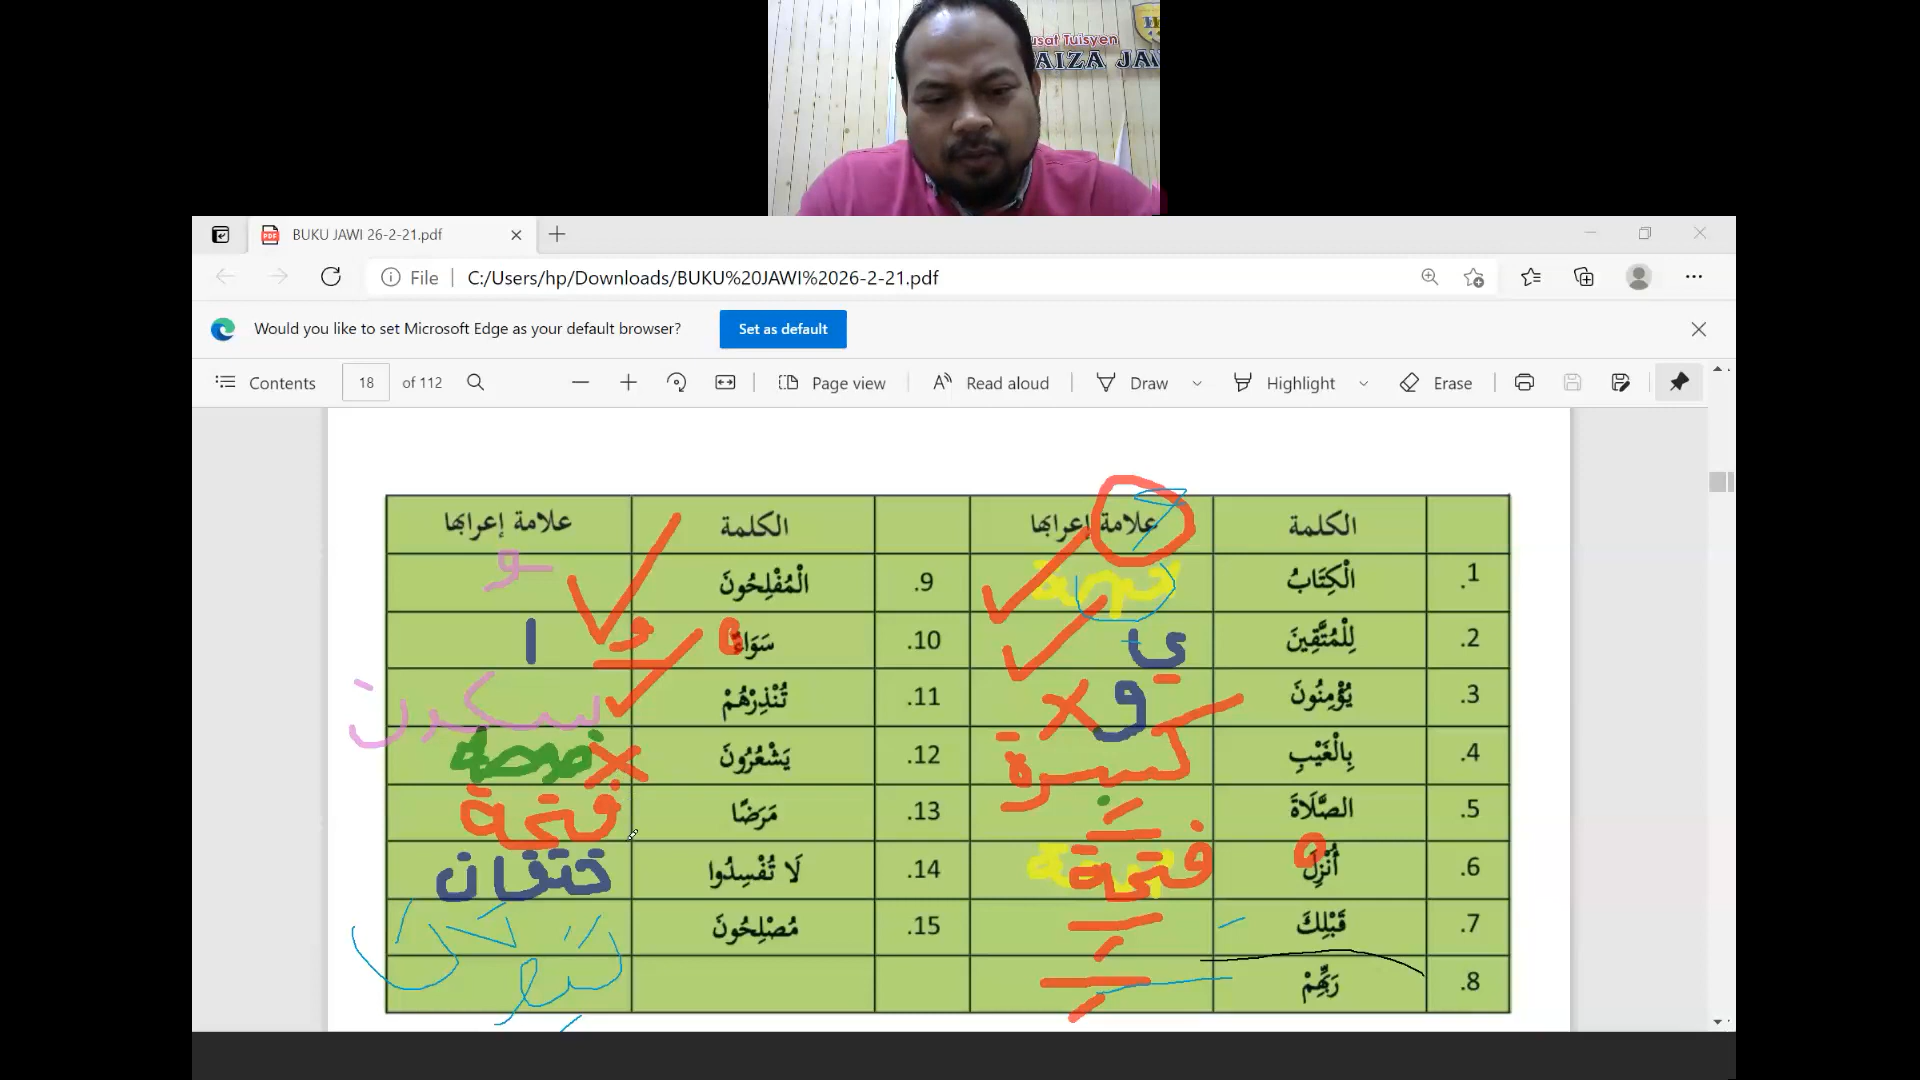 usat Tuisyen
AIZA JAW
BUKU JAWI 26-2-21.pdf
File C:/Users/hp/Downloads/BUKU%20JAWI%2026-2-21.pdf
Would you like to set Microsoft Edge as your default browser? Set as default
Contents 18 of 112 Page view Read aloud Draw Highlight Erase
الكلمة علامة إعرابها الكلمة علامة إعرابها
1. الْكِتَابُ 9. الْمُفْلِحُونَ و
2. لِلْمُتَّقِينَ ي 10. سَوَاءٌ ا
3. يُؤْمِنُونَ و 11. تُنْذِرْهُمْ سكون
4. بِالْغَيْبِ كسرة 12. يَشْعُرُونَ
5. الصَّلَاةَ 13. مَرَضًا فتحة
6. أُنْزِلَ فتحة 14. لَا تُفْسِدُوا
7. قَبْلِكَ 15. مُصْلِحُونَ
8. رَبِّهِمْ